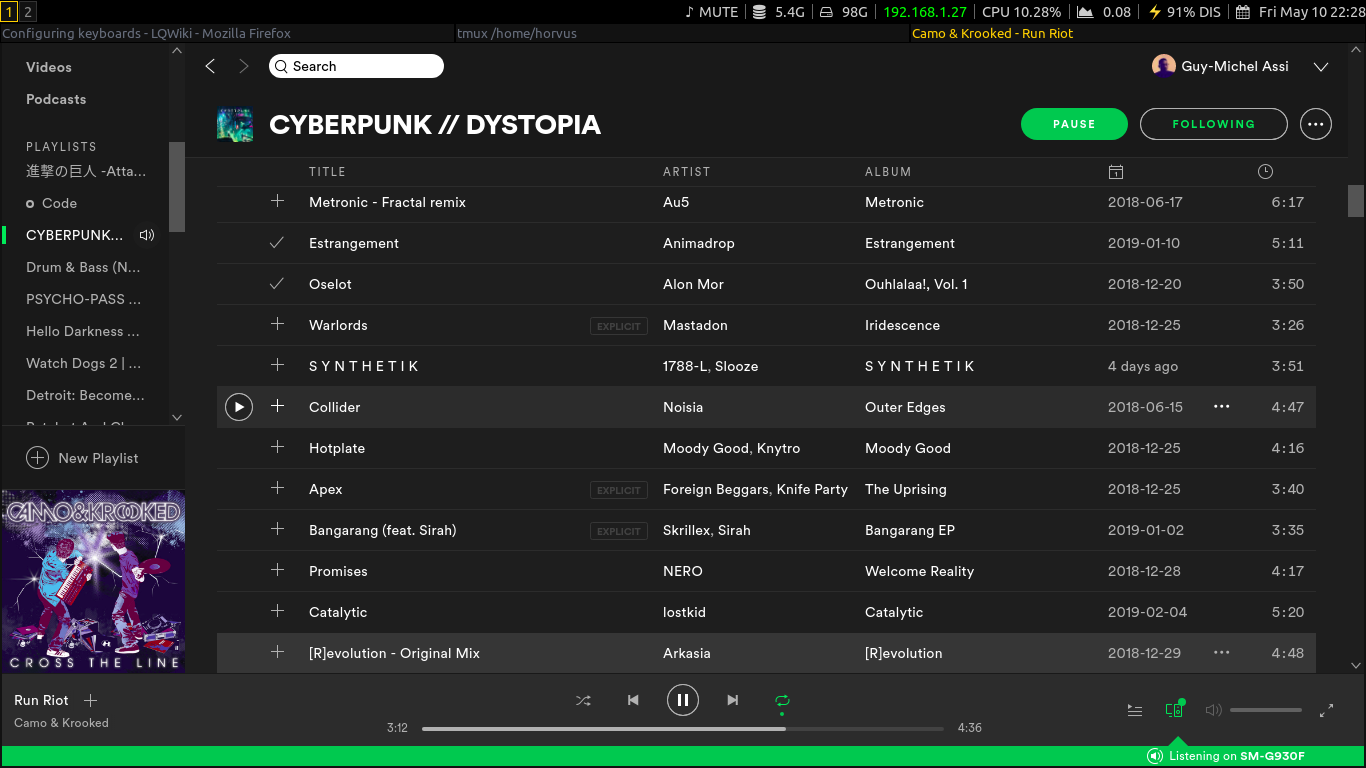 1 2 ♪ MUTE 5.4G 98G 192.168.1.27 CPU 10.28% 0.08 ⚡ 91% DIS Fri May 10 22:28
Configuring keyboards - LQWiki - Mozilla Firefox tmux /home/horvus Camo & Krooked - Run Riot
Videos
Podcasts
PLAYLISTS
進撃の巨人 -Atta...
Code
CYBERPUNK...
Drum & Bass (N...
PSYCHO-PASS ...
Hello Darkness ...
Watch Dogs 2 | ...
Detroit: Become...
New Playlist
CAMO & KROOKED
CROSS THE LINE
Search
Guy-Michel Assi
CYBERPUNK // DYSTOPIA
PAUSE FOLLOWING
TITLE ARTIST ALBUM
Metronic - Fractal remix Au5 Metronic 2018-06-17 6:17
Estrangement Animadrop Estrangement 2019-01-10 5:11
Oselot Alon Mor Ouhlalaa!, Vol. 1 2018-12-20 3:50
Warlords EXPLICIT Mastadon Iridescence 2018-12-25 3:26
S Y N T H E T I K 1788-L, Slooze S Y N T H E T I K 4 days ago 3:51
Collider Noisia Outer Edges 2018-06-15 4:47
Hotplate Moody Good, Knytro Moody Good 2018-12-25 4:16
Apex EXPLICIT Foreign Beggars, Knife Party The Uprising 2018-12-25 3:40
Bangarang (feat. Sirah) EXPLICIT Skrillex, Sirah Bangarang EP 2019-01-02 3:35
Promises NERO Welcome Reality 2018-12-28 4:17
Catalytic lostkid Catalytic 2019-02-04 5:20
[R]evolution - Original Mix Arkasia [R]evolution 2018-12-29 4:48
Run Riot
Camo & Krooked
3:12 4:36
Listening on SM-G930F